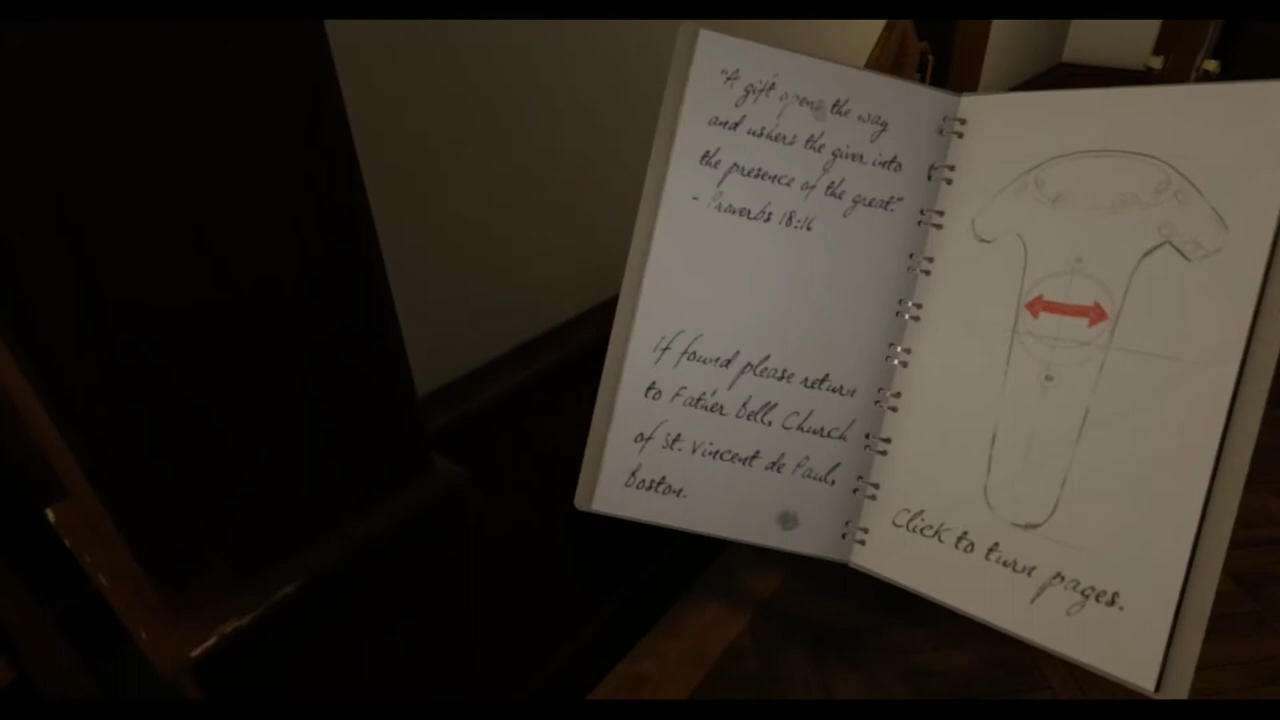 "A gift opens the way
and ushers the giver into
the presence of the great."
- Proverbs 18:16
If found please return
to Father Bell, Church
of St. Vincent de Paul,
Boston.
Click to turn pages.